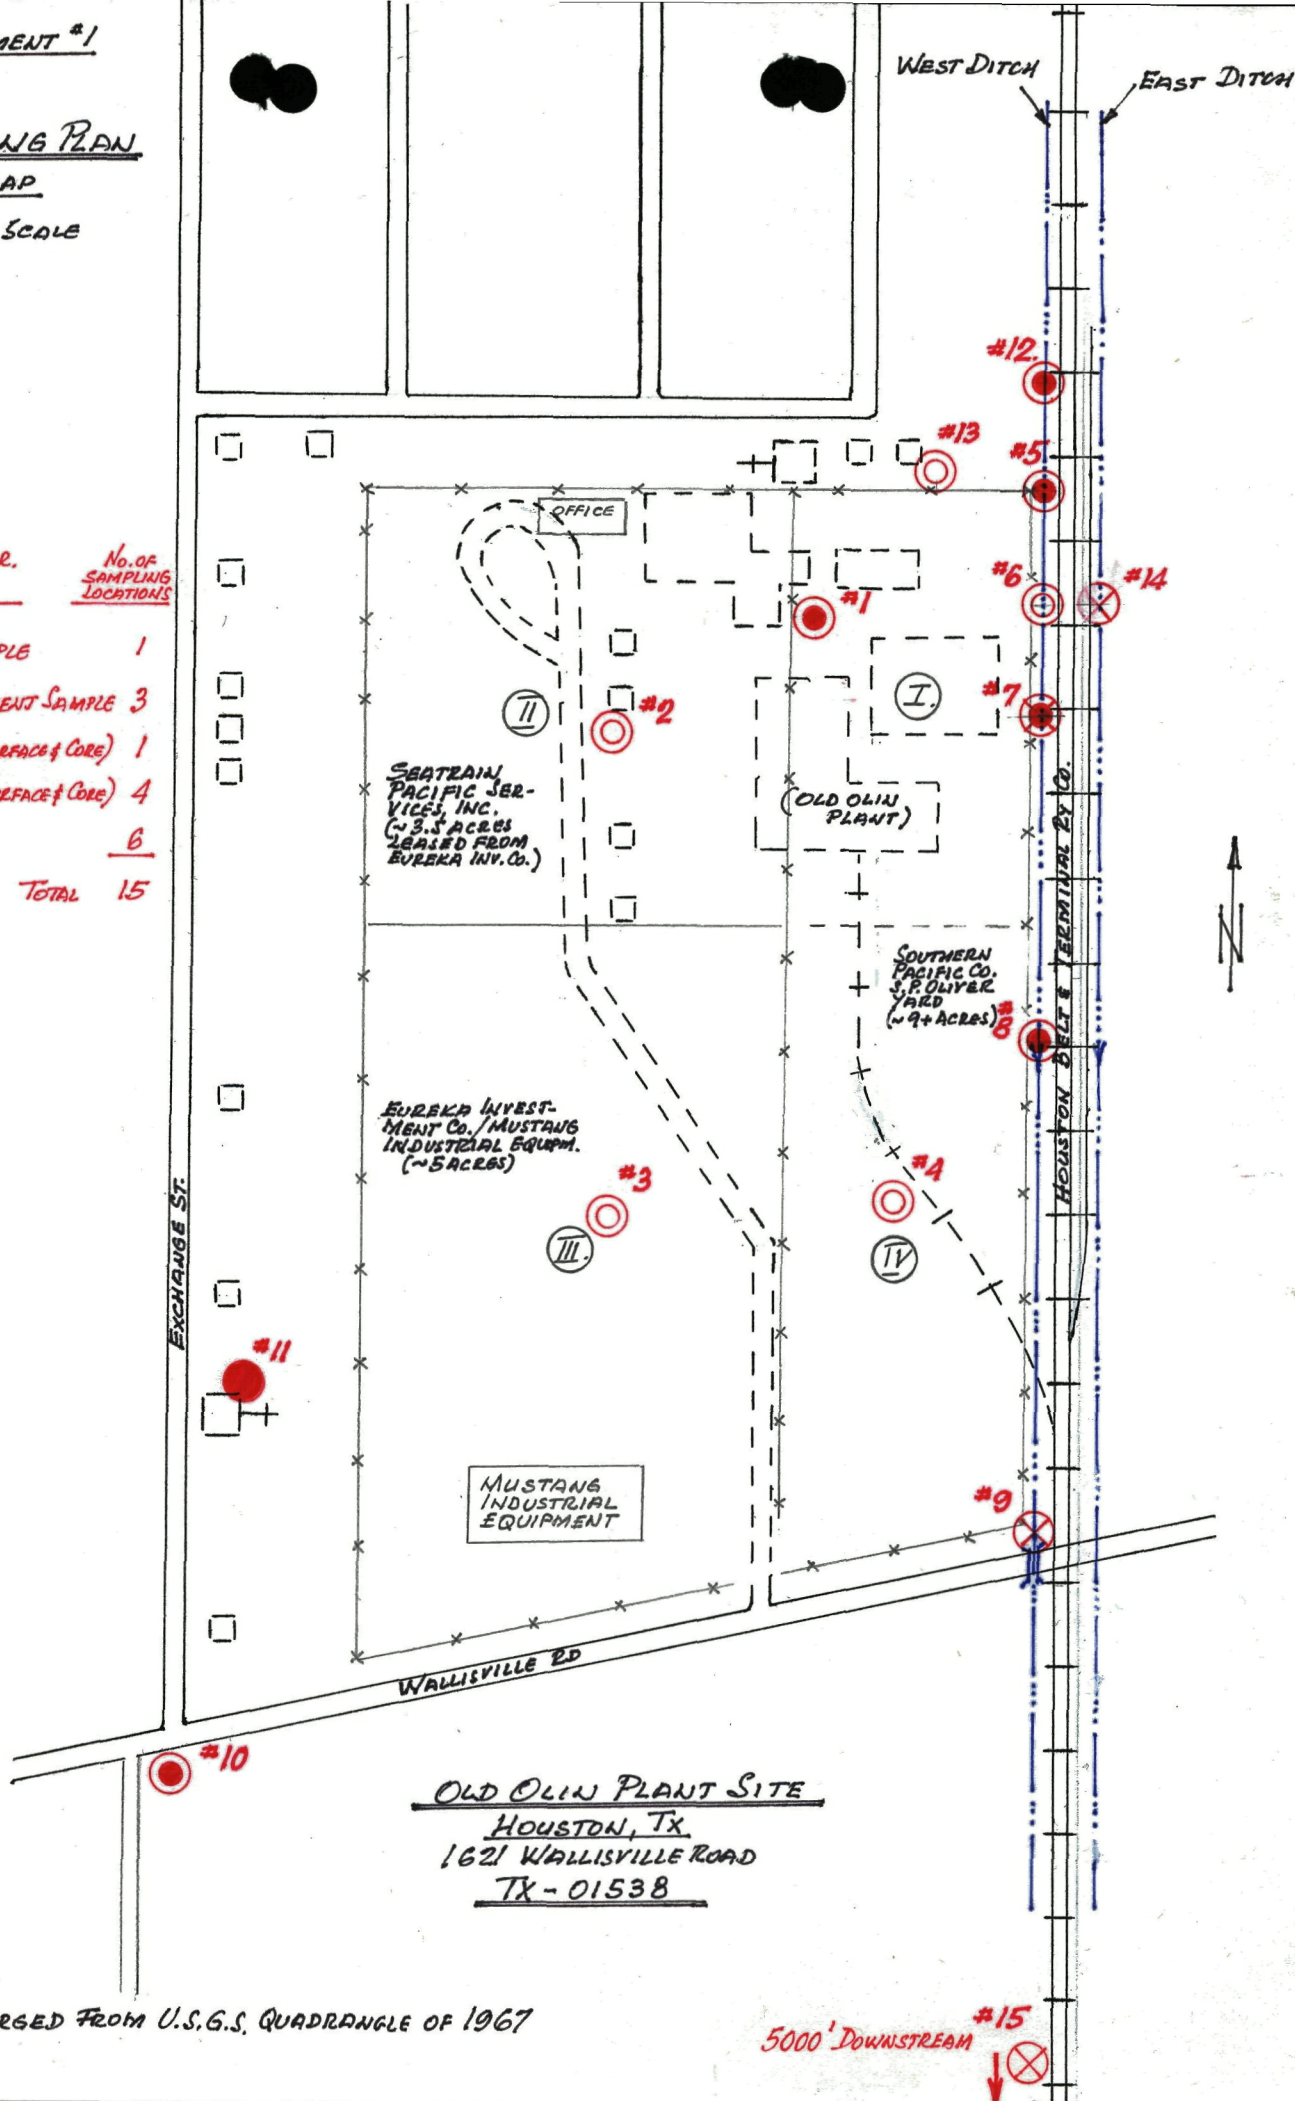 MENT #1
NG PLAN
AP
SCALE
WEST DITCH
EAST DITCH
#12.
#13
#5
OFFICE
R.
No. OF
SAMPLING
LOCATIONS
#6
#14
#1
PLE 1
I.
#7
ENT SAMPLE 3
II
#2
RFACE & CORE) 1
SEATRAIN
PACIFIC SER-
VICES, INC.
(~3.5 ACRES
LEASED FROM
EUREKA INV. CO.)
(OLD OLIN
PLANT)
RFACE & CORE) 4
6
TOTAL 15
HOUSTON BELT & TERMINAL RY CO.
N
SOUTHERN
PACIFIC CO.
S.P. OLIVER
YARD
(~9+ ACRES)
#8
EUREKA INVEST-
MENT CO./MUSTANG
INDUSTRIAL EQUIPM.
(~5 ACRES)
#3
#4
III.
IV
EXCHANGE ST.
#11
MUSTANG
INDUSTRIAL
EQUIPMENT
#9
WALLISVILLE RD
#10
OLD OLIN PLANT SITE
HOUSTON, TX
1621 WALLISVILLE ROAD
TX-01538
RGED FROM U.S.G.S. QUADRANGLE OF 1967
#15
5000' DOWNSTREAM